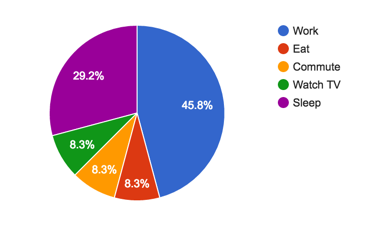 Work
Eat
Commute
Watch TV
Sleep
29.2%
45.8%
8.3%
8.3%
8.3%